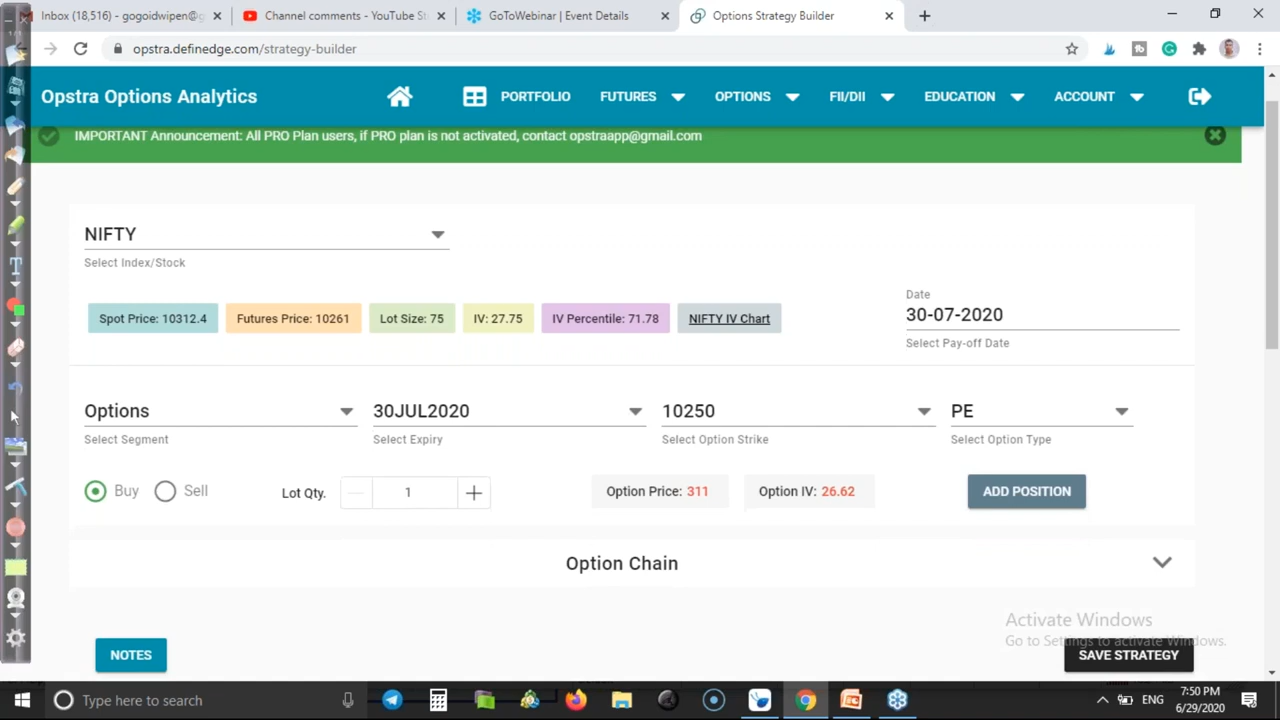 Inbox (18,516) - gogoidwipen@g
Channel comments - YouTube St
GoToWebinar | Event Details
Options Strategy Builder
opstra.definedge.com/strategy-builder
Opstra Options Analytics
PORTFOLIO
FUTURES
OPTIONS
FII/DII
EDUCATION
ACCOUNT
IMPORTANT Announcement: All PRO Plan users, if PRO plan is not activated, contact opstraapp@gmail.com
NIFTY
Select Index/Stock
Spot Price: 10312.4
Futures Price: 10261
Lot Size: 75
IV: 27.75
IV Percentile: 71.78
NIFTY IV Chart
Date
30-07-2020
Select Pay-off Date
Options
30JUL2020
10250
PE
Select Segment
Select Expiry
Select Option Strike
Select Option Type
Buy
Sell
Lot Qty.
1
Option Price: 311
Option IV: 26.62
ADD POSITION
Option Chain
Activate Windows
Go to Settings to activate Windows.
NOTES
SAVE STRATEGY
Type here to search
ENG
7:50 PM
6/29/2020